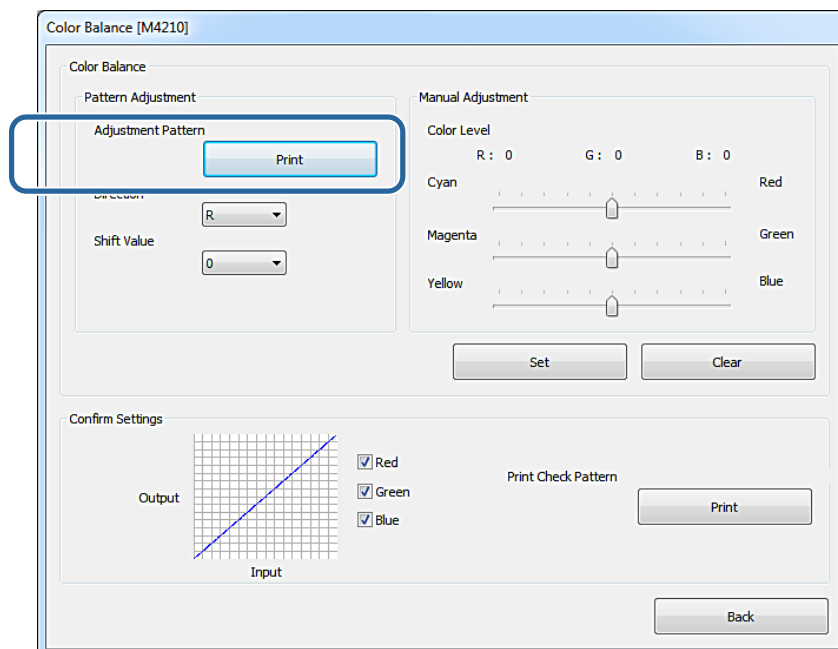 Color Balance [M4210]
Color Balance
Pattern Adjustment
Adjustment Pattern
Print
Direction
R
Shift Value
0
Manual Adjustment
Color Level
R: 0 G: 0 B: 0
Cyan Red
Magenta Green
Yellow Blue
Set Clear
Confirm Settings
Output
Input
Red
Green
Blue
Print Check Pattern
Print
Back